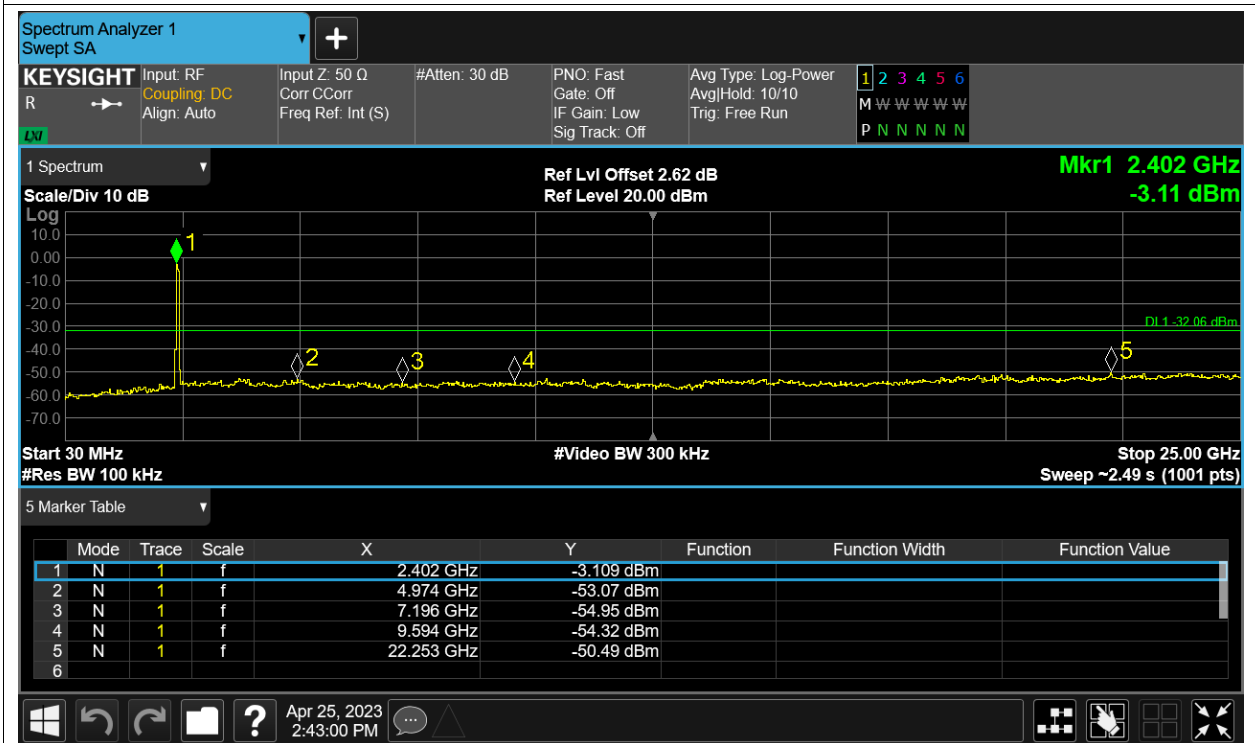 Spectrum Analyzer 1
Swept SA
KEYSIGHT
R
LXI
Input: RF
Coupling: DC
Align: Auto
Input Z: 50 Ω
Corr CCorr
Freq Ref: Int (S)
#Atten: 30 dB
PNO: Fast
Gate: Off
IF Gain: Low
Sig Track: Off
Avg Type: Log-Power
Avg|Hold: 10/10
Trig: Free Run
1 2 3 4 5 6
M W W W W W
P N N N N N
1 Spectrum
Scale/Div 10 dB
Ref Lvl Offset 2.62 dB
Ref Level 20.00 dBm
Mkr1 2.402 GHz
-3.11 dBm
Log
10.0
0.00
-10.0
-20.0
-30.0
-40.0
-50.0
-60.0
-70.0
1
2
3
4
5
DL1 -32.06 dBm
Start 30 MHz
#Res BW 100 kHz
#Video BW 300 kHz
Stop 25.00 GHz
Sweep ~2.49 s (1001 pts)
5 Marker Table
Mode Trace Scale X Y Function Function Width Function Value
1 N 1 f 2.402 GHz -3.109 dBm
2 N 1 f 4.974 GHz -53.07 dBm
3 N 1 f 7.196 GHz -54.95 dBm
4 N 1 f 9.594 GHz -54.32 dBm
5 N 1 f 22.253 GHz -50.49 dBm
6
?
Apr 25, 2023
2:43:00 PM